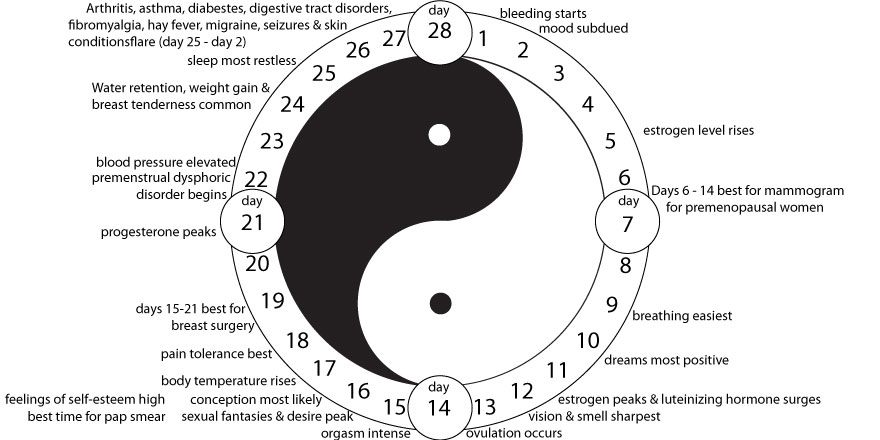 Arthritis, asthma, diabestes, digestive tract disorders,
fibromyalgia, hay fever, migraine, seizures & skin
conditionsflare (day 25 - day 2)
sleep most restless
Water retention, weight gain &
breast tenderness common
blood pressure elevated
premenstrual dysphoric
disorder begins
progesterone peaks
days 15-21 best for
breast surgery
pain tolerance best
body temperature rises
feelings of self-esteem high
best time for pap smear
conception most likely
sexual fantasies & desire peak
orgasm intense
day
28
1
2
3
4
5
6
day
7
8
9
10
11
12
13
day
14
15
16
17
18
19
20
day
21
22
23
24
25
26
27
bleeding starts
mood subdued
estrogen level rises
Days 6 - 14 best for mammogram
for premenopausal women
breathing easiest
dreams most positive
estrogen peaks & luteinizing hormone surges
vision & smell sharpest
ovulation occurs